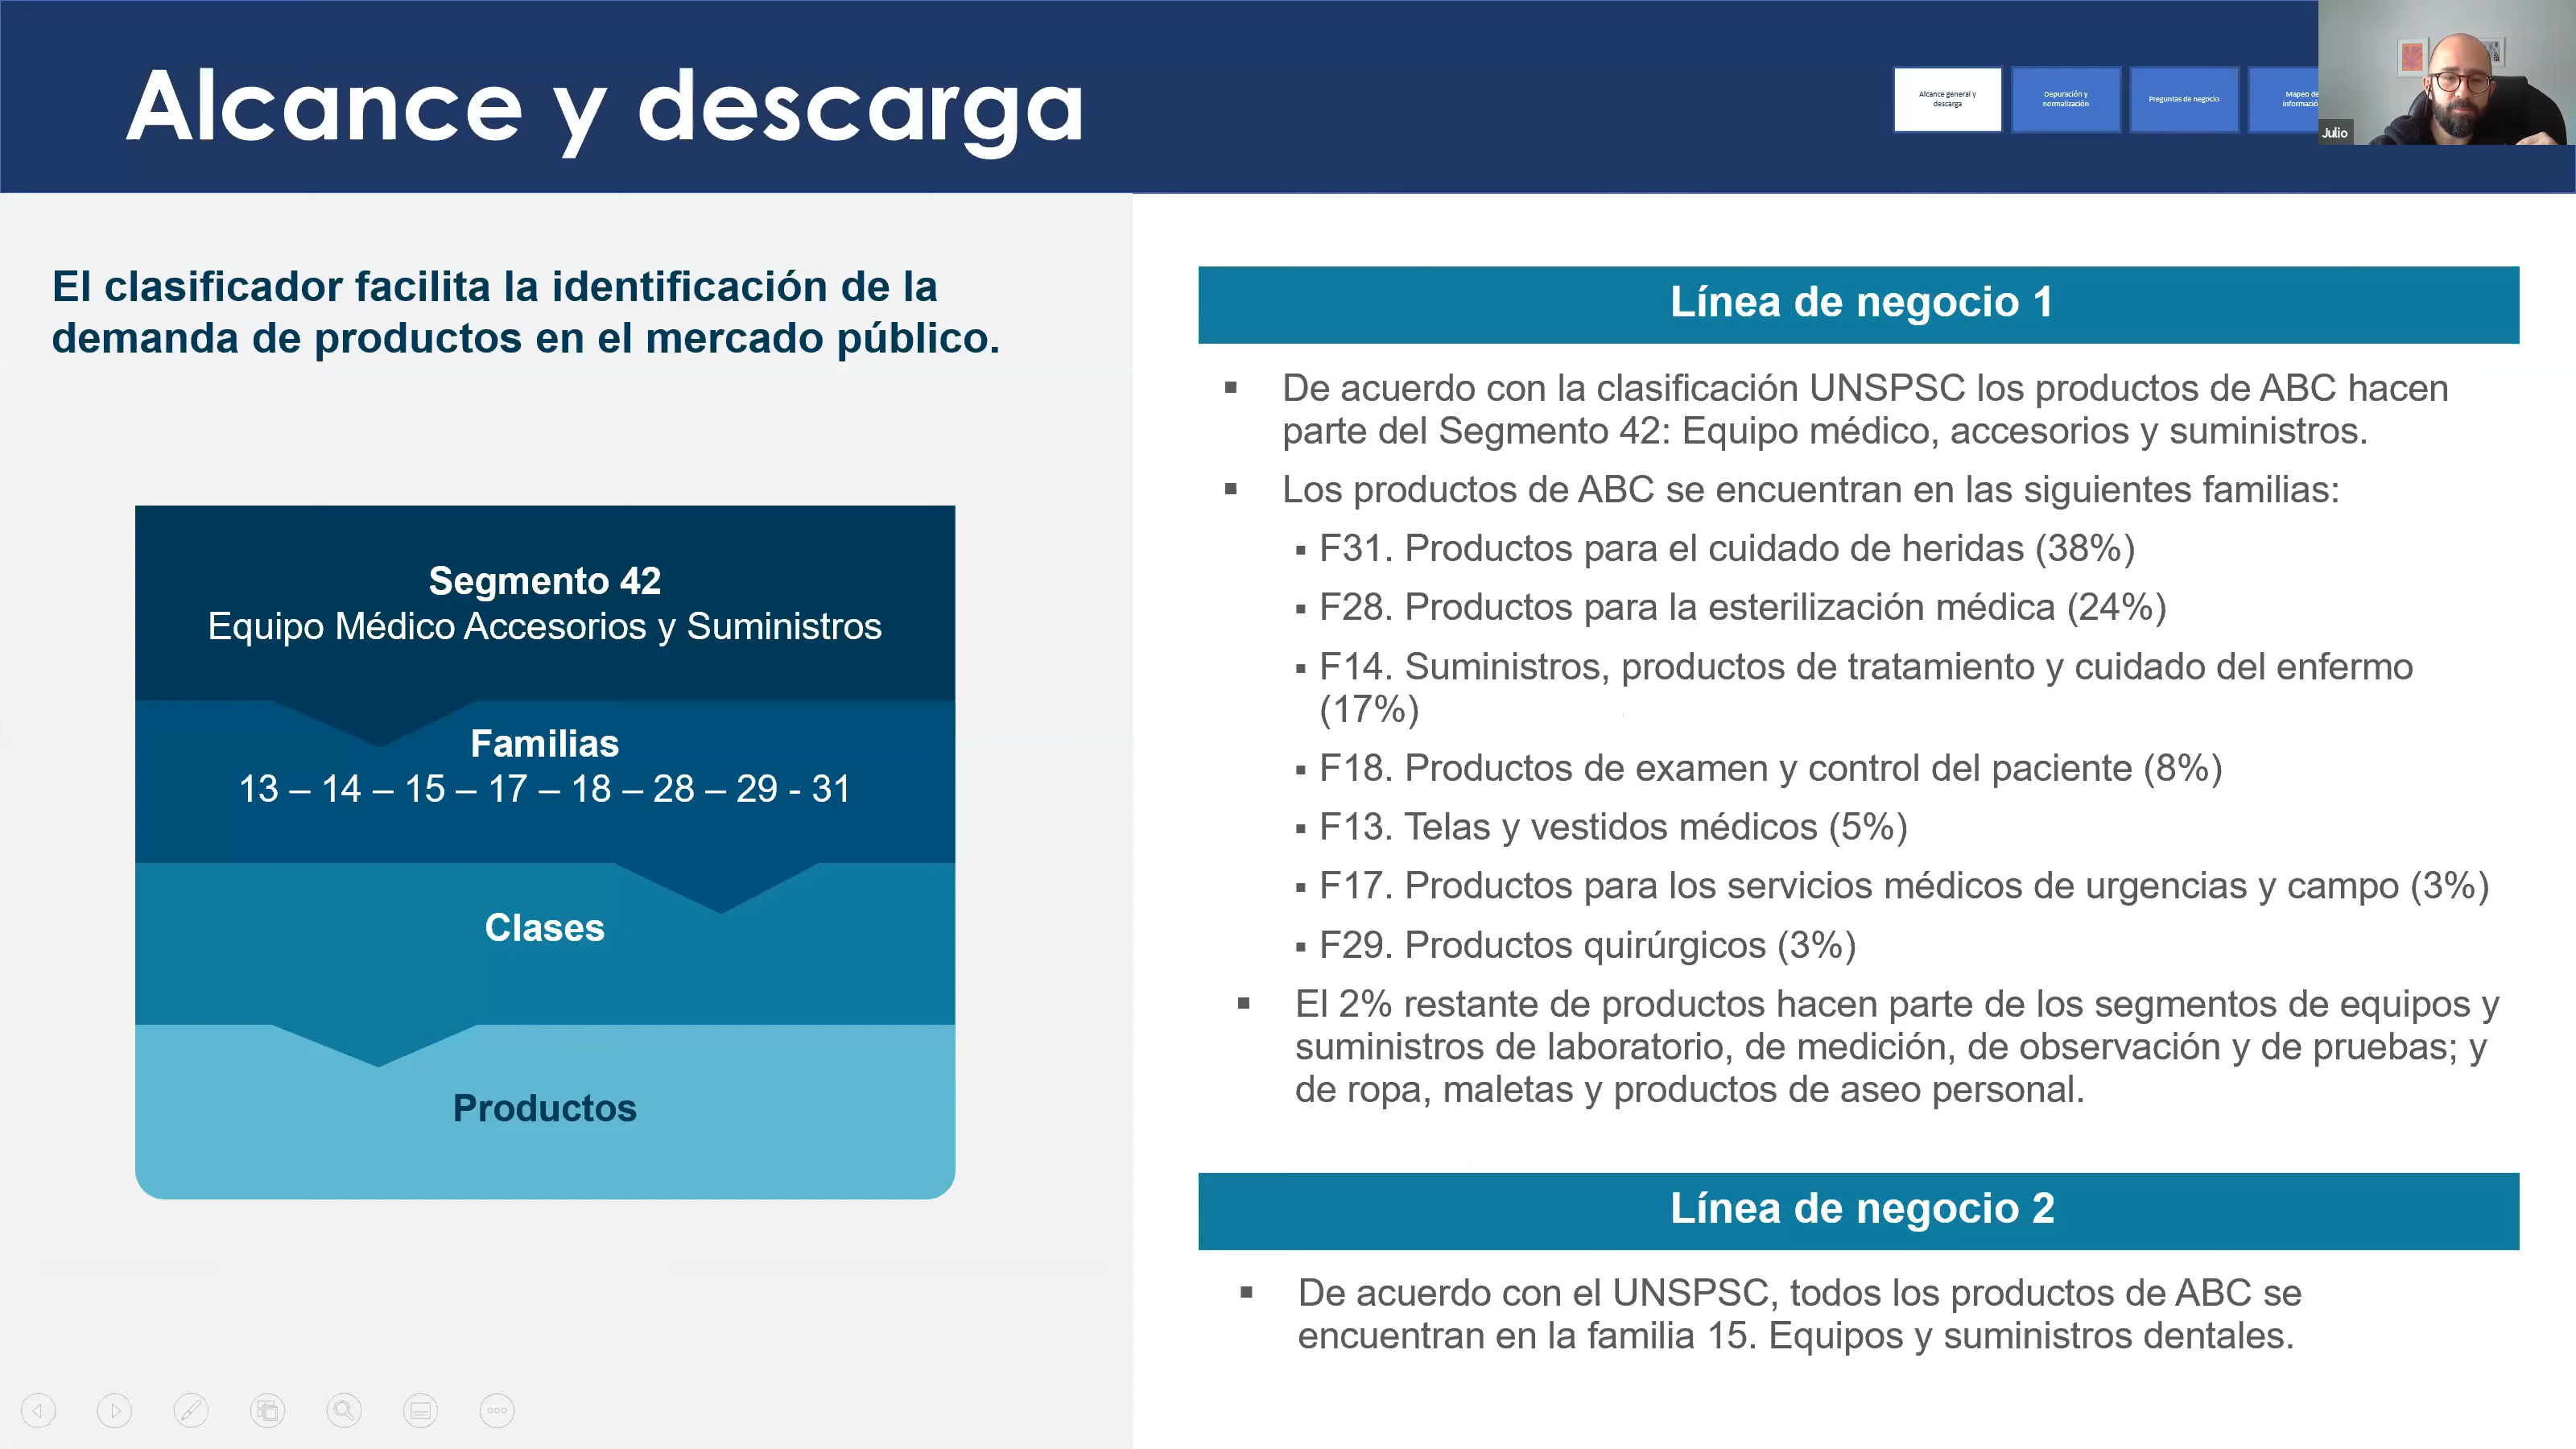 Alcance y descarga
Alcance general y
descarga
Depuración y
normalización
Preguntas de negocio
Mapeo de
informació
Julio
El clasificador facilita la identificación de la
demanda de productos en el mercado público.
Segmento 42
Equipo Médico Accesorios y Suministros
Familias
13 – 14 – 15 – 17 – 18 – 28 – 29 - 31
Clases
Productos
Línea de negocio 1
▪ De acuerdo con la clasificación UNSPSC los productos de ABC hacen
parte del Segmento 42: Equipo médico, accesorios y suministros.
▪ Los productos de ABC se encuentran en las siguientes familias:
▪ F31. Productos para el cuidado de heridas (38%)
▪ F28. Productos para la esterilización médica (24%)
▪ F14. Suministros, productos de tratamiento y cuidado del enfermo
(17%)
▪ F18. Productos de examen y control del paciente (8%)
▪ F13. Telas y vestidos médicos (5%)
▪ F17. Productos para los servicios médicos de urgencias y campo (3%)
▪ F29. Productos quirúrgicos (3%)
▪ El 2% restante de productos hacen parte de los segmentos de equipos y
suministros de laboratorio, de medición, de observación y de pruebas; y
de ropa, maletas y productos de aseo personal.
Línea de negocio 2
▪ De acuerdo con el UNSPSC, todos los productos de ABC se
encuentran en la familia 15. Equipos y suministros dentales.